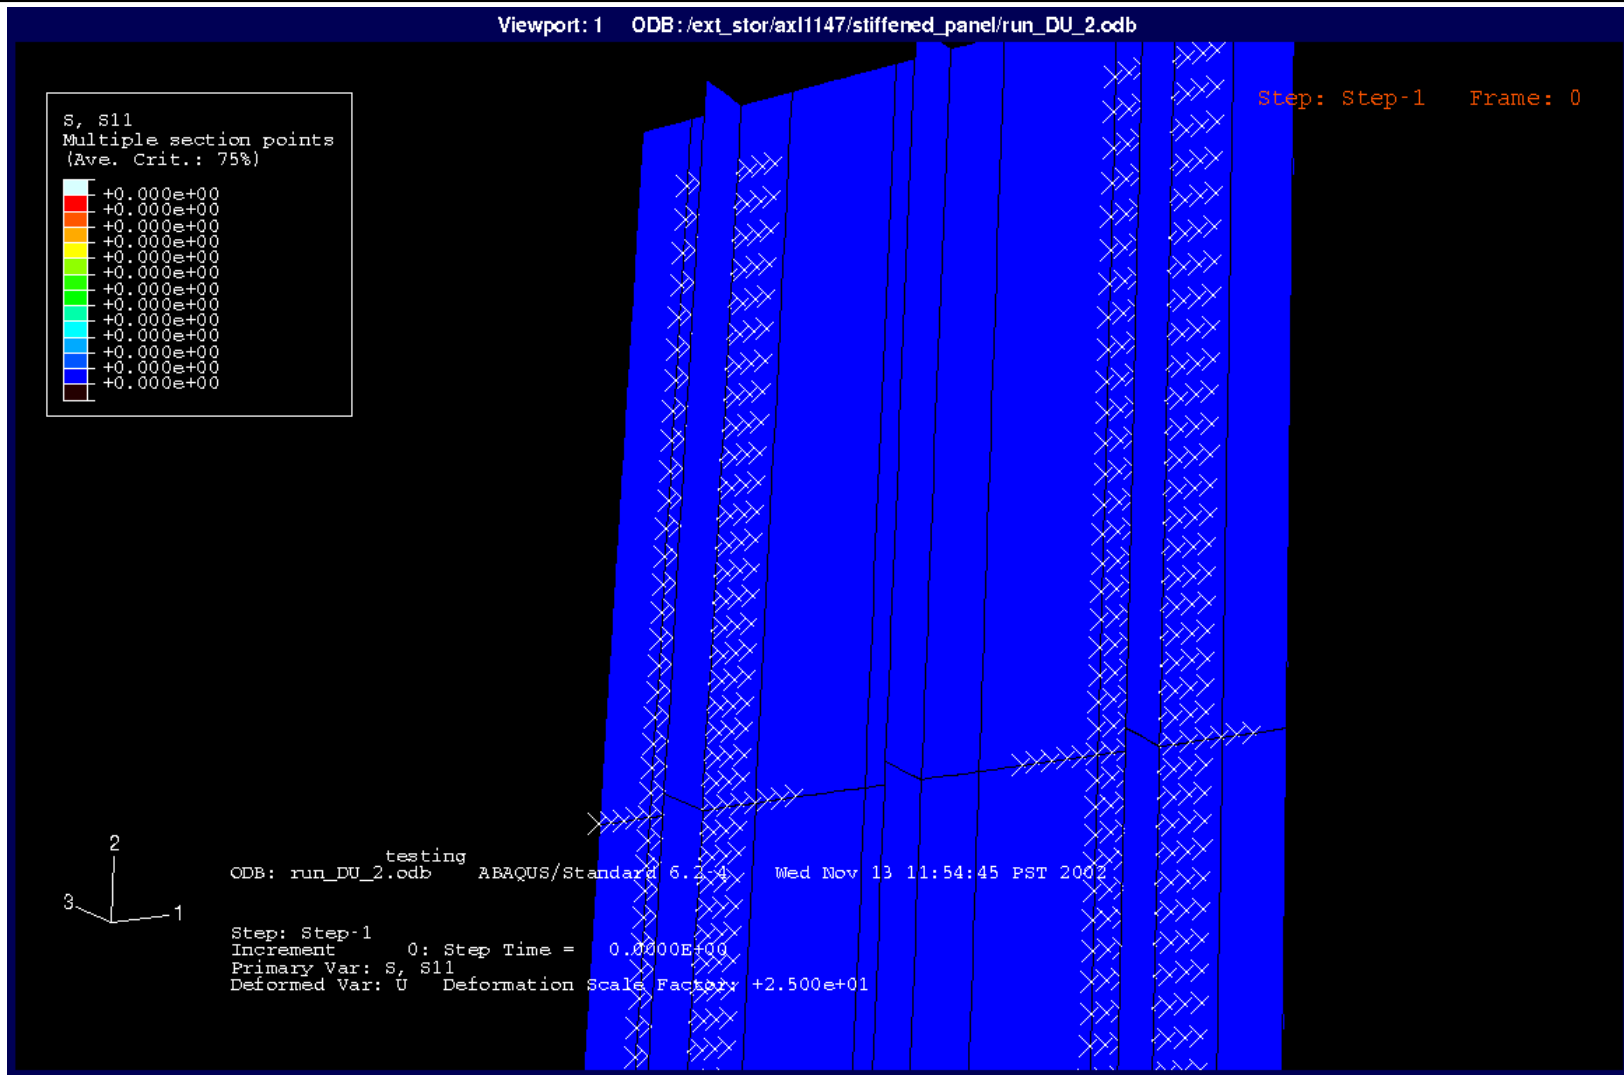 Viewport: 1 ODB: /ext_stor/axl1147/stiffened_panel/run_DU_2.odb
Step: Step-1 Frame: 0
S, S11
Multiple section points
(Ave. Crit.: 75%)
+0.000e+00
+0.000e+00
+0.000e+00
+0.000e+00
+0.000e+00
+0.000e+00
+0.000e+00
+0.000e+00
+0.000e+00
+0.000e+00
+0.000e+00
+0.000e+00
+0.000e+00
2
3
1
testing
ODB: run_DU_2.odb ABAQUS/Standard 6.2-4 Wed Nov 13 11:54:45 PST 2002
Step: Step-1
Increment 0: Step Time = 0.0000E+00
Primary Var: S, S11
Deformed Var: U Deformation Scale Factor: +2.500e+01